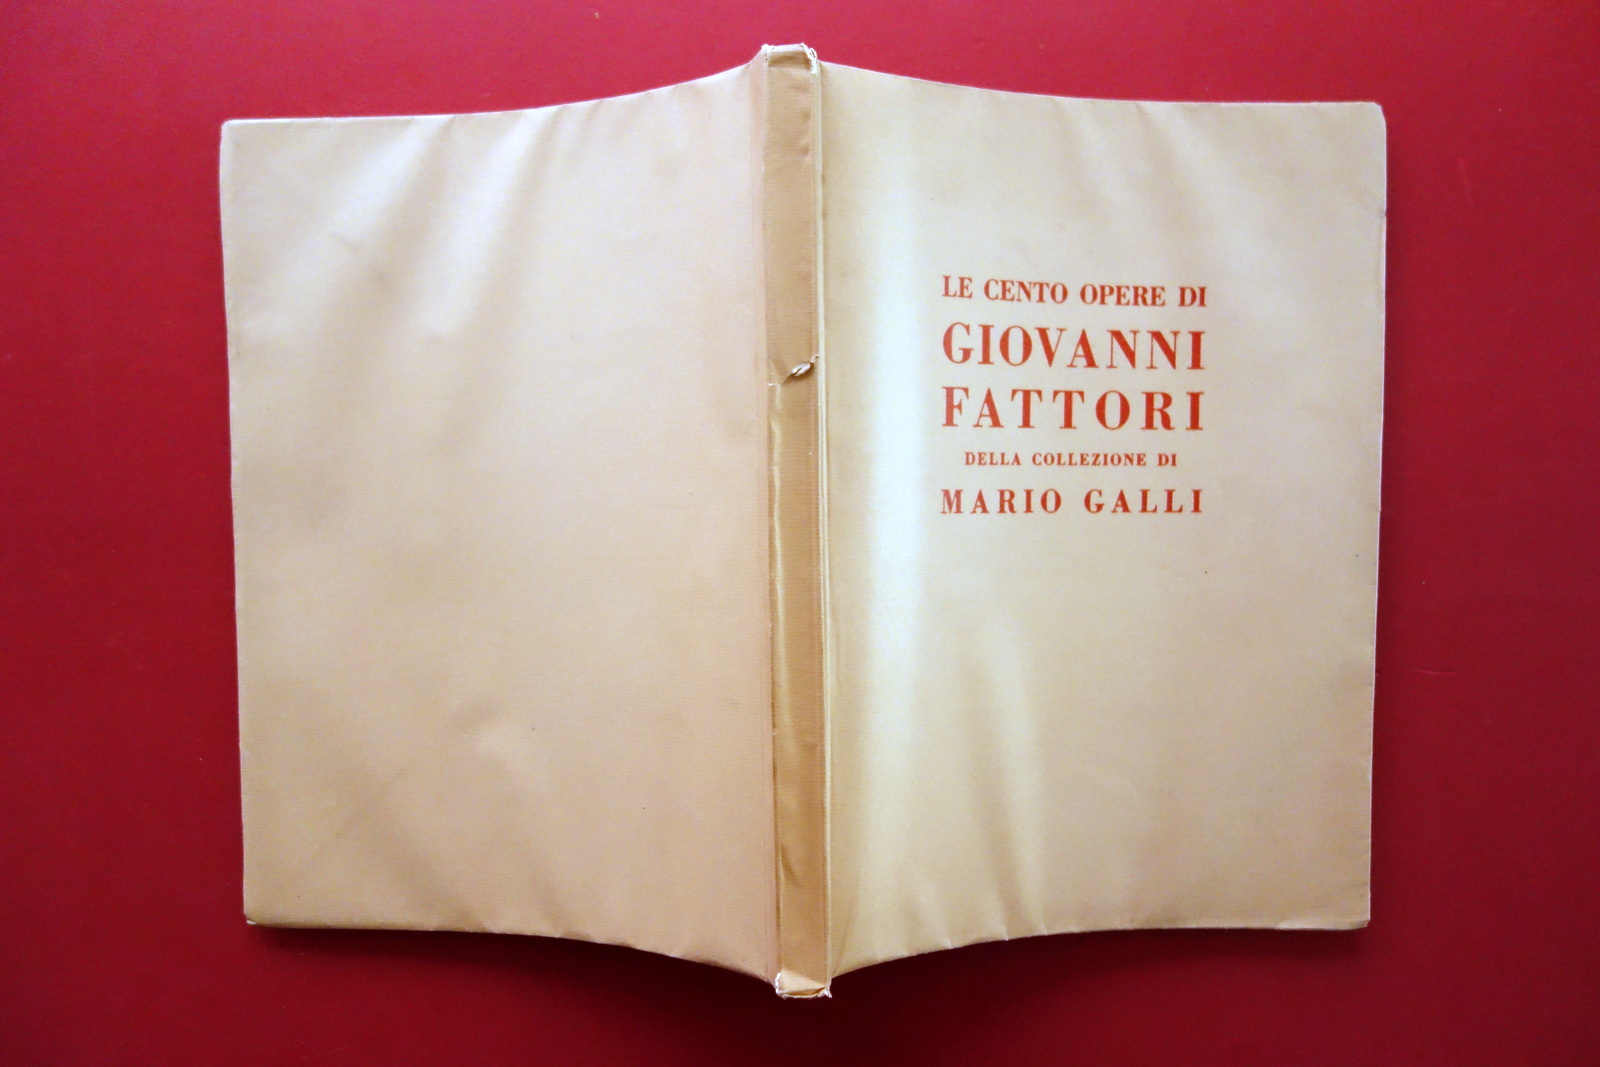 LE CENTO OPERE DI
GIOVANNI
FATTORI
DELLA COLLEZIONE DI
MARIO GALLI